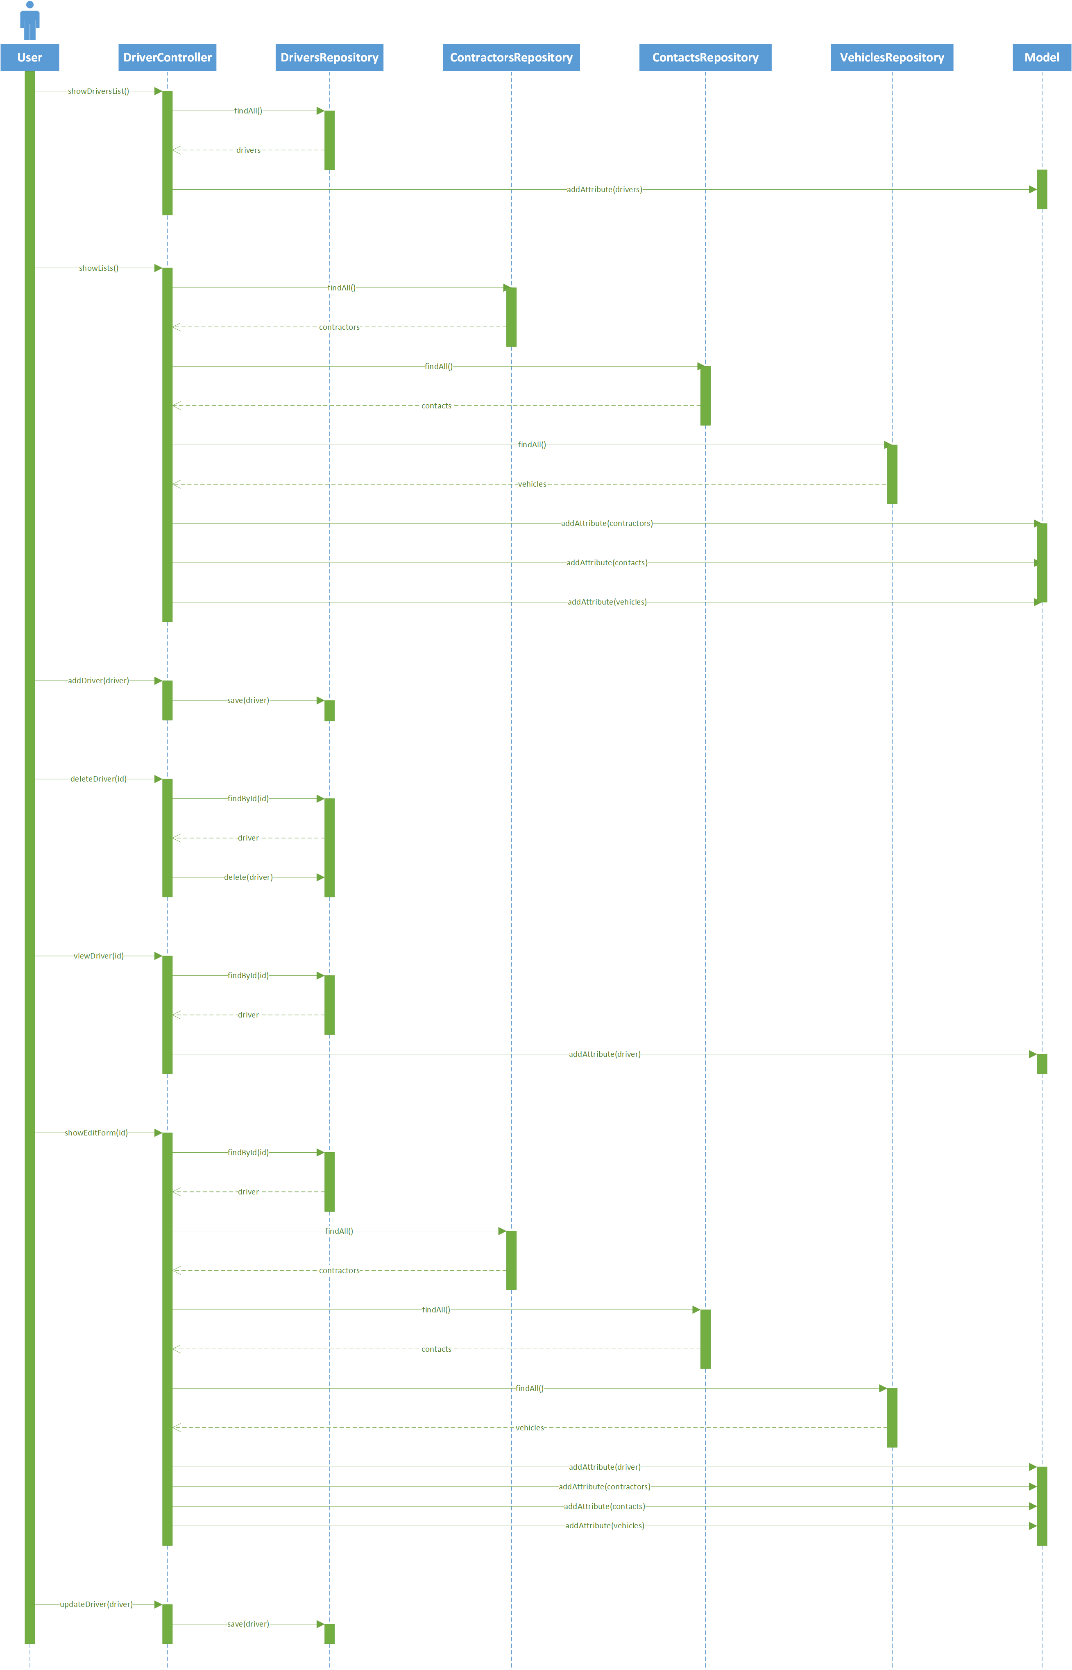 User
DriverController
DriversRepository
ContractorsRepository
ContactsRepository
VehiclesRepository
Model
showDriversList()
findAll()
drivers
addAttribute(drivers)
showLists()
findAll()
contractors
findAll()
contacts
findAll()
vehicles
addAttribute(contractors)
addAttribute(contacts)
addAttribute(vehicles)
addDriver(driver)
save(driver)
deleteDriver(id)
findById(id)
driver
delete(driver)
viewDriver(id)
findById(id)
driver
addAttribute(driver)
showEditForm(id)
findById(id)
driver
findAll()
contractors
findAll()
contacts
findAll()
vehicles
addAttribute(driver)
addAttribute(contractors)
addAttribute(contacts)
addAttribute(vehicles)
updateDriver(driver)
save(driver)